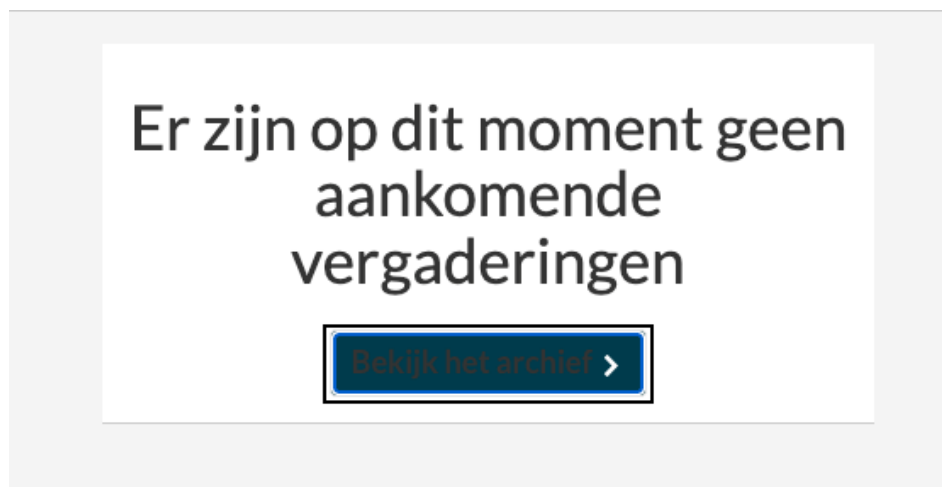 Er zijn op dit moment geen
aankomende
vergaderingen
Bekijk het archief